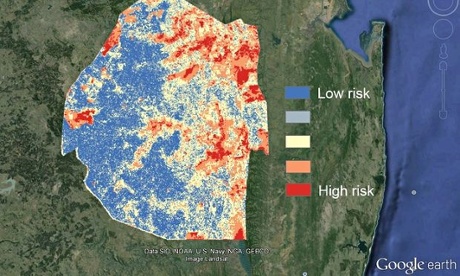 Low risk
High risk
Data SIO, NOAA, U.S. Navy, NGA, GEBCO
Image Landsat
Google earth